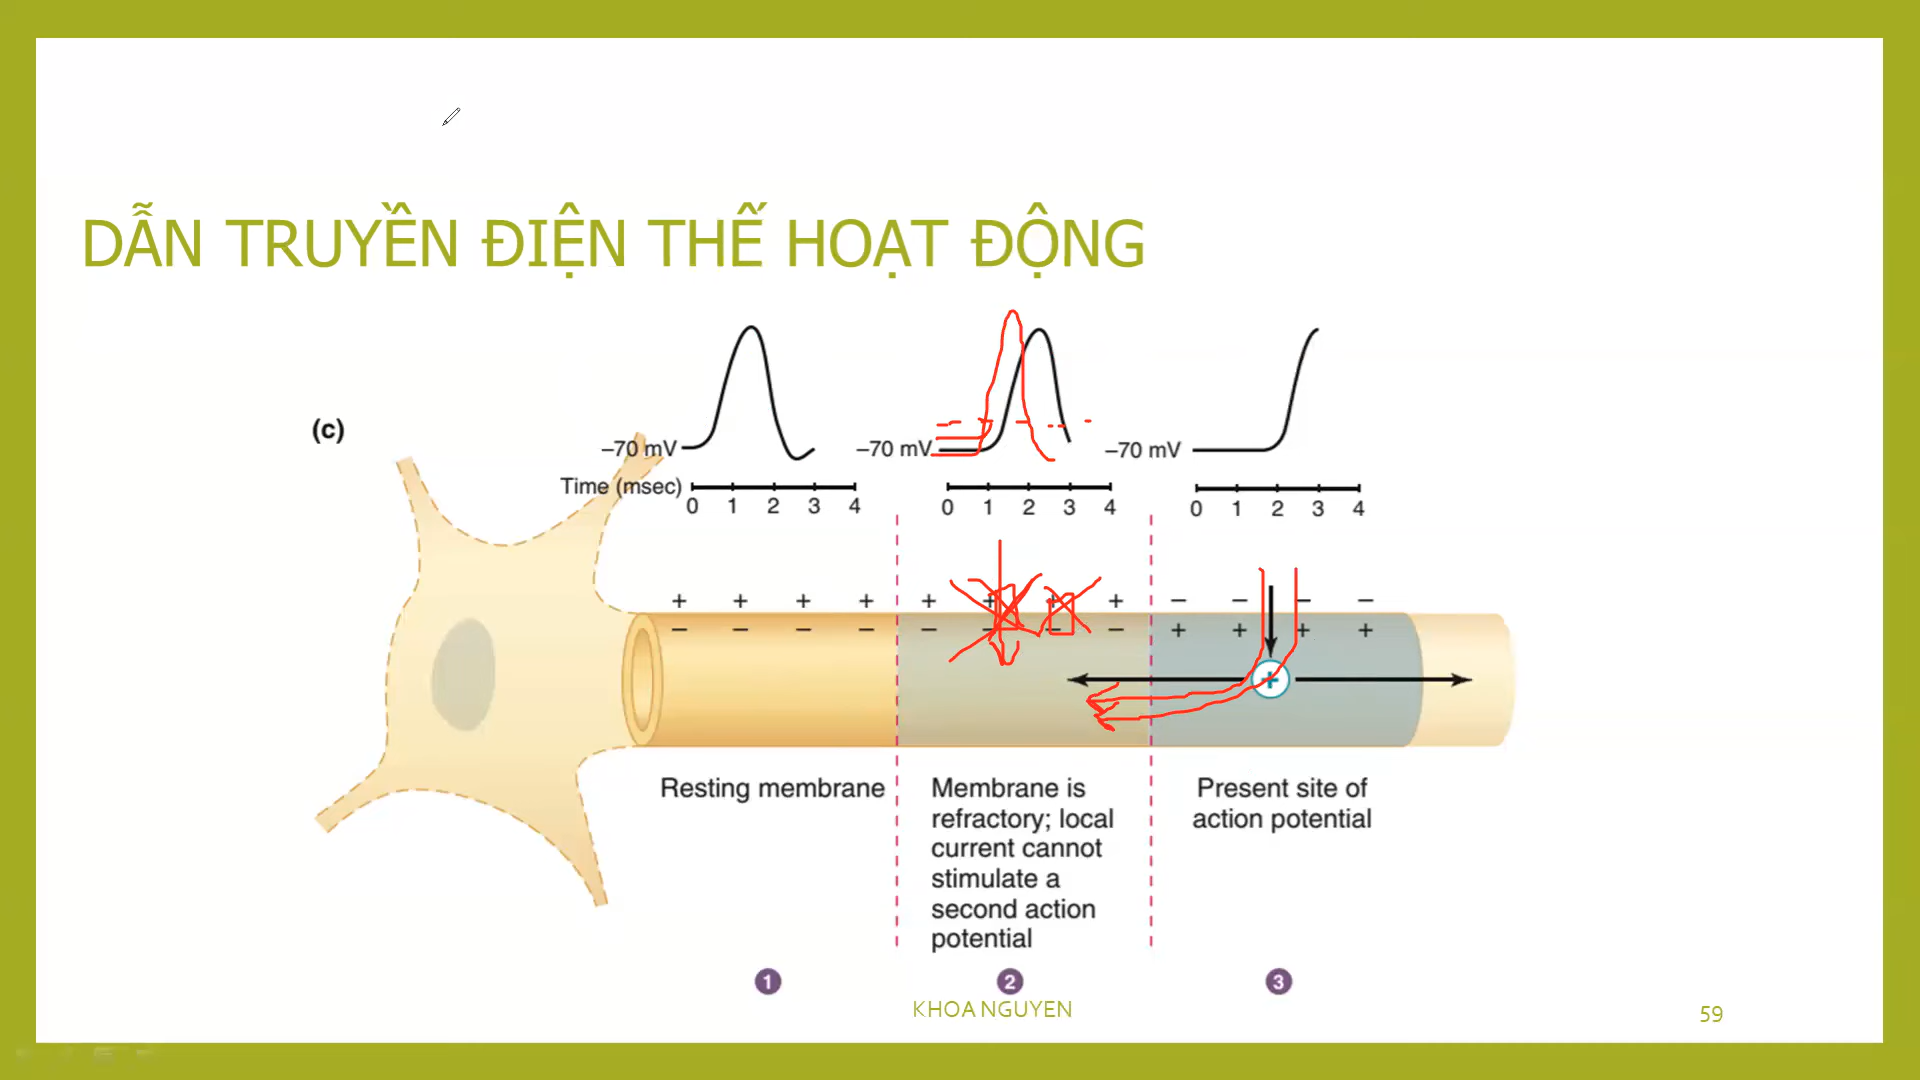 DẪN TRUYỀN ĐIỆN THẾ HOẠT ĐỘNG
(c)
–70 mV
–70 mV
–70 mV
Time (msec)
0 1 2 3 4
0 1 2 3 4
0 1 2 3 4
+ + + + + + + + – – – –
– – – – – – – – + + + +
+
Resting membrane
Membrane is
refractory; local
current cannot
stimulate a
second action
potential
Present site of
action potential
1
2
3
KHOA NGUYEN
59